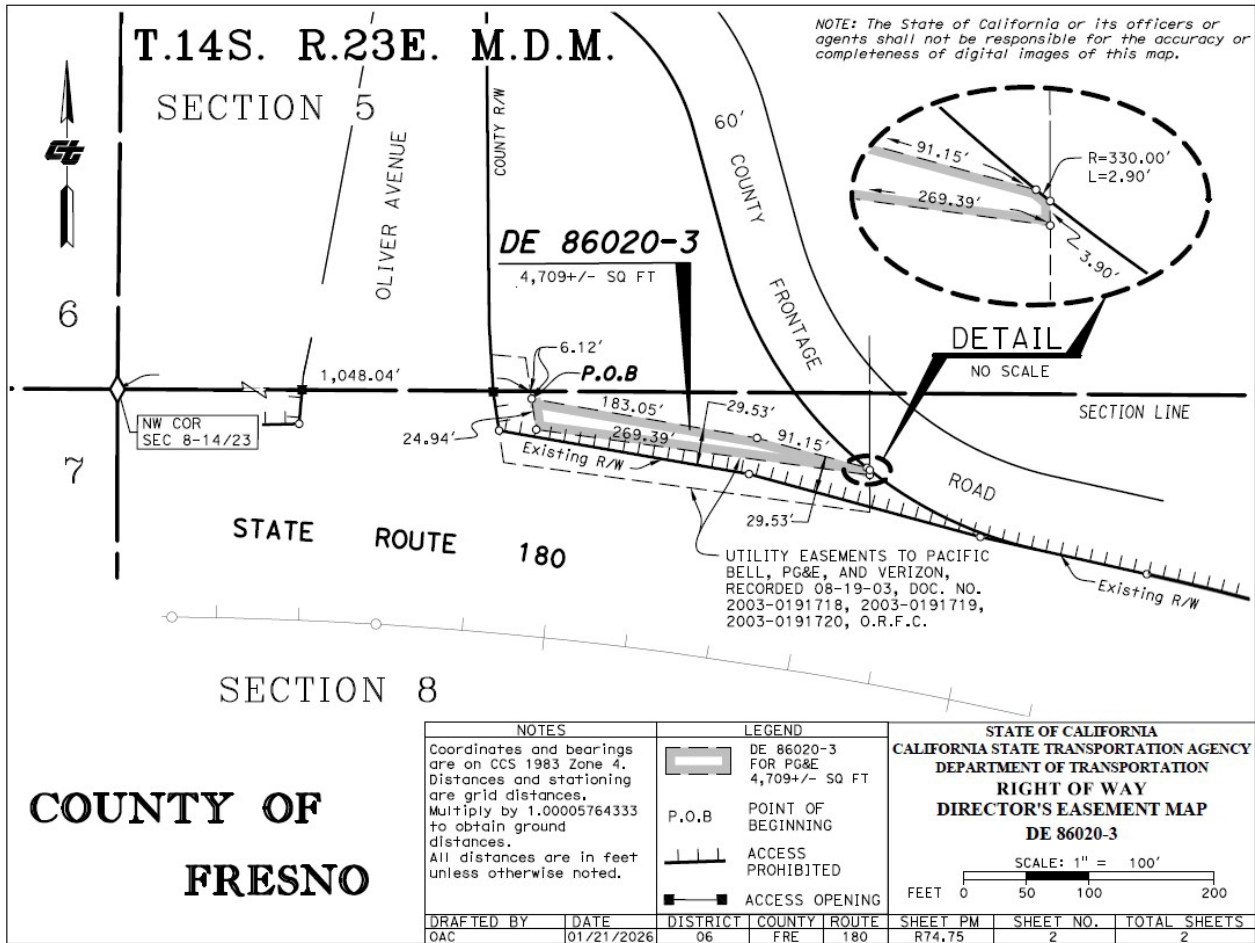 T.14S. R.23E. M.D.M.
NOTE: The State of California or its officers or
agents shall not be responsible for the accuracy or
completeness of digital images of this map.
SECTION 5
OLIVER AVENUE
COUNTY R/W
60' COUNTY FRONTAGE ROAD
91.15'
R=330.00'
L=2.90'
269.39'
3.90'
DETAIL
NO SCALE
DE 86020-3
4,709+/- SQ FT
6
6.12'
P.O.B
1,048.04'
183.05'
29.53'
SECTION LINE
NW COR
SEC 8-14/23
24.94'
269.39'
91.15'
Existing R/W
7
29.53'
STATE ROUTE 180
UTILITY EASEMENTS TO PACIFIC
BELL, PG&E, AND VERIZON,
RECORDED 08-19-03, DOC. NO.
2003-0191718, 2003-0191719,
2003-0191720, O.R.F.C.
Existing R/W
SECTION 8
COUNTY OF
FRESNO
NOTES
Coordinates and bearings
are on CCS 1983 Zone 4.
Distances and stationing
are grid distances.
Multiply by 1.00005764333
to obtain ground
distances.
All distances are in feet
unless otherwise noted.
LEGEND
DE 86020-3
FOR PG&E
4,709+/- SQ FT
P.O.B POINT OF
BEGINNING
ACCESS
PROHIBITED
ACCESS OPENING
STATE OF CALIFORNIA
CALIFORNIA STATE TRANSPORTATION AGENCY
DEPARTMENT OF TRANSPORTATION
RIGHT OF WAY
DIRECTOR'S EASEMENT MAP
DE 86020-3
SCALE: 1" = 100'
FEET 0 50 100 200
DRAFTED BY DATE DISTRICT COUNTY ROUTE SHEET PM SHEET NO. TOTAL SHEETS
OAC 01/21/2026 06 FRE 180 R74.75 2 2